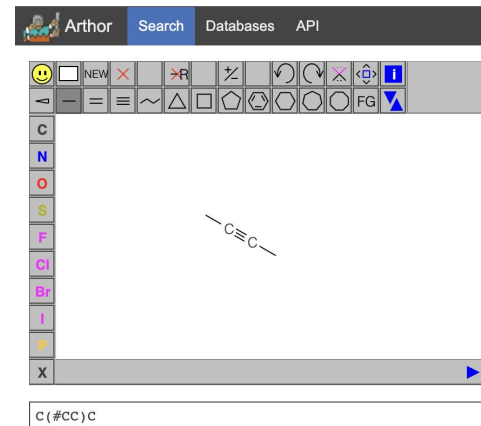 Arthor Search Databases API
NEW R +/- i
FG
C
N
O
S
F
Cl
Br
I
P
X
C≡C
C(#CC)C